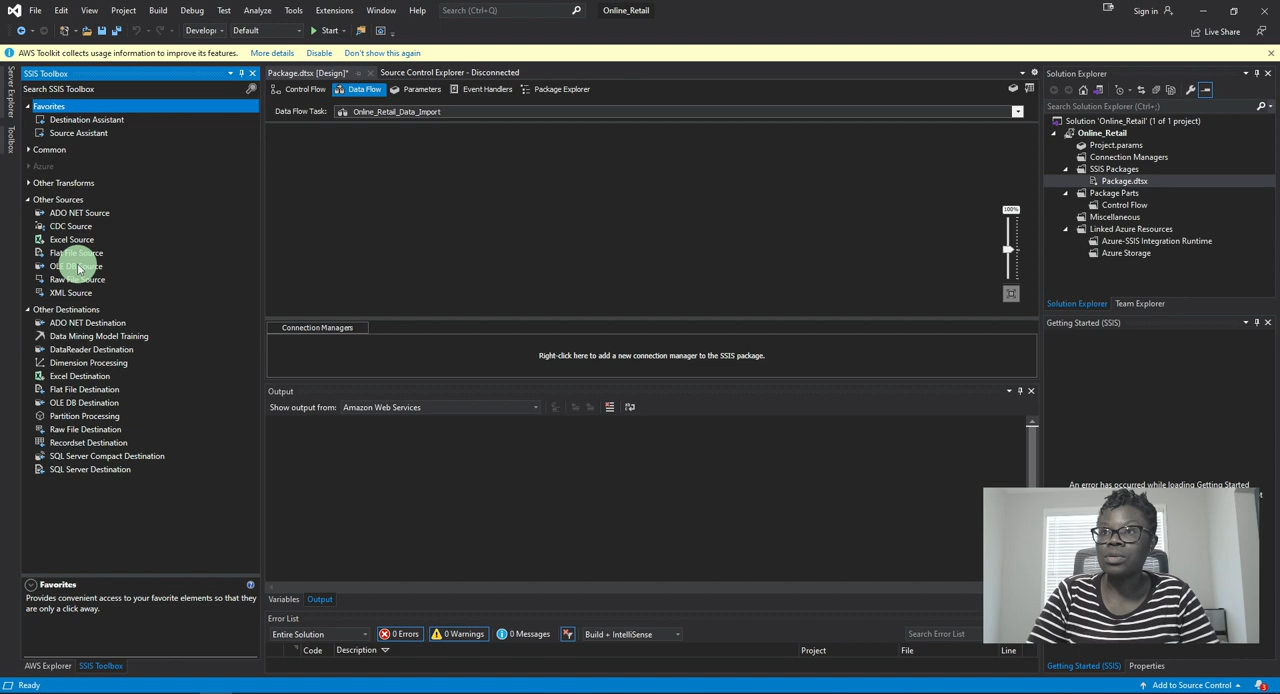 File Edit View Project Build Debug Test Analyze Tools Extensions Window Help Search (Ctrl+;) Online_Retail Sign in
Develop Default Start Live Share
AWS Toolkit collects usage information to improve its features. More details Disable Don't show this again
Server Explorer
Toolbox
SSIS Toolbox
Search SSIS Toolbox
Favorites
Destination Assistant
Source Assistant
Common
Azure
Other Transforms
Other Sources
ADO NET Source
CDC Source
Excel Source
Flat File Source
OLE DB Source
Raw File Source
XML Source
Other Destinations
ADO NET Destination
Data Mining Model Training
DataReader Destination
Dimension Processing
Excel Destination
Flat File Destination
OLE DB Destination
Partition Processing
Raw File Destination
Recordset Destination
SQL Server Compact Destination
SQL Server Destination
Favorites
Provides convenient access to your favorite elements so that they
are only a click away.
AWS Explorer SSIS Toolbox
Package.dtsx [Design]* Source Control Explorer - Disconnected
Control Flow Data Flow Parameters Event Handlers Package Explorer
Data Flow Task: Online_Retail_Data_Import
100%
Connection Managers
Right-click here to add a new connection manager to the SSIS package.
Output
Show output from: Amazon Web Services
Variables Output
Error List
Entire Solution 0 Errors 0 Warnings 0 Messages Build + IntelliSense Search Error List
Code Description Project File Line
Solution Explorer
Search Solution Explorer (Ctrl+;)
Solution 'Online_Retail' (1 of 1 project)
Online_Retail
Project.params
Connection Managers
SSIS Packages
Package.dtsx
Package Parts
Control Flow
Miscellaneous
Linked Azure Resources
Azure-SSIS Integration Runtime
Azure Storage
Solution Explorer Team Explorer
Getting Started (SSIS)
An error has occurred while loading Getting Started
Getting Started (SSIS) Properties
Ready Add to Source Control 3